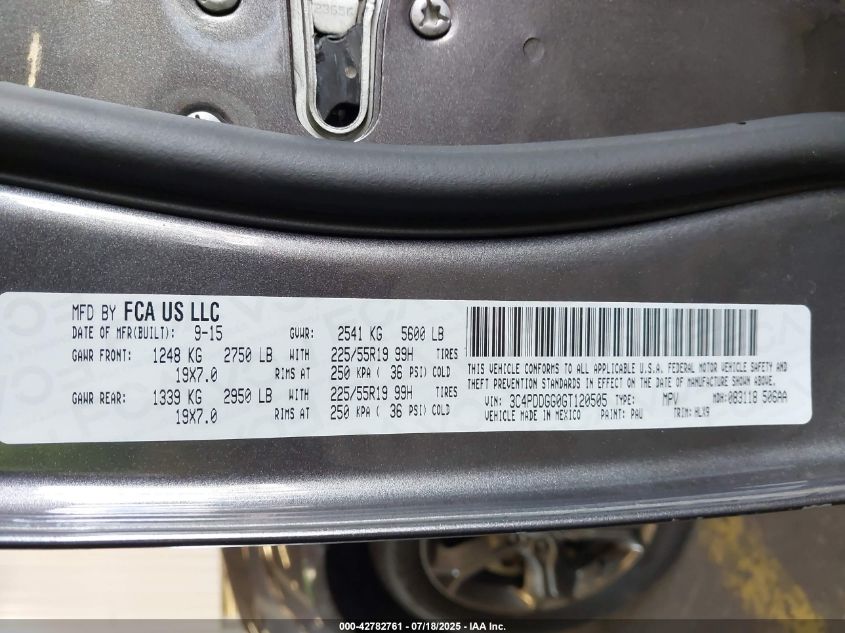 MFD BY FCA US LLC
DATE OF MFR(BUILT): 9-15 GVWR: 2541 KG 5600 LB
GAWR FRONT: 1248 KG 2750 LB WITH 225/55R19 99H TIRES
19X7.0 RIMS AT 250 KPA ( 36 PSI) COLD
GAWR REAR: 1339 KG 2950 LB WITH 225/55R19 99H TIRES
19X7.0 RIMS AT 250 KPA ( 36 PSI) COLD
THIS VEHICLE CONFORMS TO ALL APPLICABLE U.S.A. FEDERAL MOTOR VEHICLE SAFETY AND
THEFT PREVENTION STANDARDS IN EFFECT ON THE DATE OF MANUFACTURE SHOWN ABOVE.
VIN: 3C4PDDGG0GT120505 TYPE: MPV MDH: 083118 506AA
VEHICLE MADE IN MEXICO PAINT: PAU TRIM: HLX9
000-42782761 - 07/18/2025 - IAA Inc.